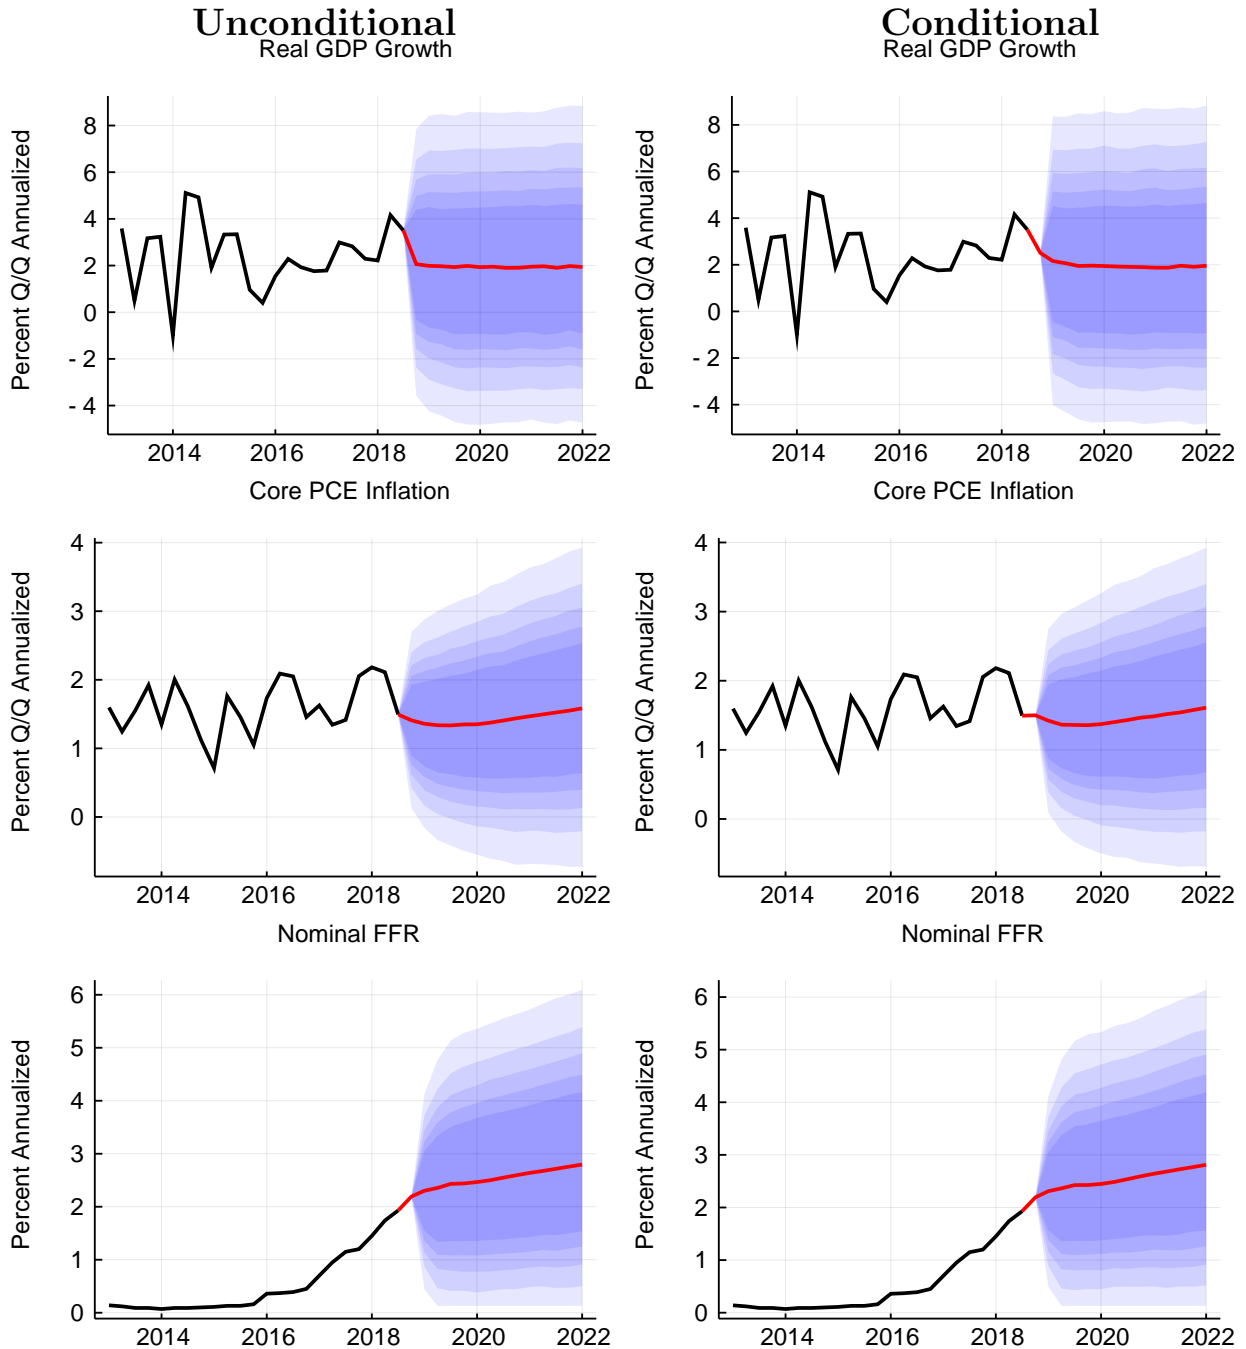 Unconditional
Real GDP Growth
Percent Q/Q Annualized
8
6
4
2
0
- 2
- 4
2014 2016 2018 2020 2022
Conditional
Real GDP Growth
Percent Q/Q Annualized
8
6
4
2
0
- 2
- 4
2014 2016 2018 2020 2022
Core PCE Inflation
Percent Q/Q Annualized
4
3
2
1
0
2014 2016 2018 2020 2022
Core PCE Inflation
Percent Q/Q Annualized
4
3
2
1
0
2014 2016 2018 2020 2022
Nominal FFR
Percent Annualized
6
5
4
3
2
1
0
2014 2016 2018 2020 2022
Nominal FFR
Percent Annualized
6
5
4
3
2
1
0
2014 2016 2018 2020 2022